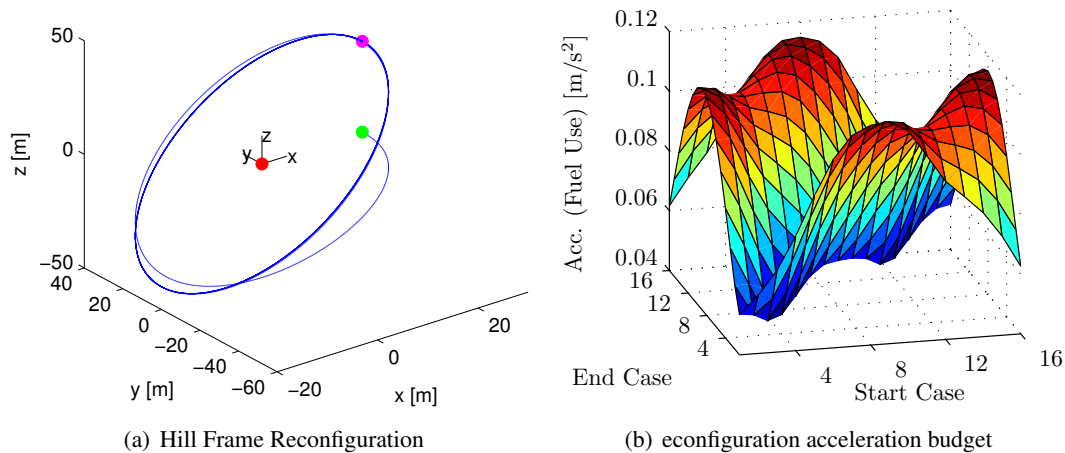 50
0
−50
z [m]
40
20
0
−20
−40
−60
y [m]
−20
0
20
x [m]
z
y
x
(a) Hill Frame Reconfiguration
0.12
0.1
0.08
0.06
0.04
Acc. (Fuel Use) [m/s²]
16
12
8
4
End Case
4
8
12
16
Start Case
(b) econfiguration acceleration budget